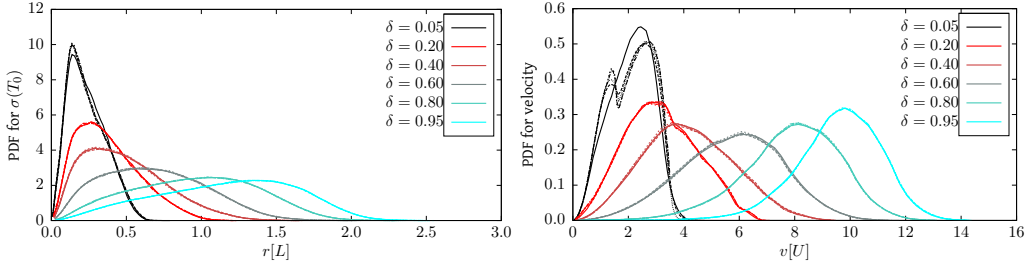 PDF for σ(T₀)
12
10
8
6
4
2
0
0.0 0.5 1.0 1.5 2.0 2.5 3.0
r[L]
δ = 0.05
δ = 0.20
δ = 0.40
δ = 0.60
δ = 0.80
δ = 0.95
PDF for velocity
0.6
0.5
0.4
0.3
0.2
0.1
0.0
0 2 4 6 8 10 12 14 16
v[U]
δ = 0.05
δ = 0.20
δ = 0.40
δ = 0.60
δ = 0.80
δ = 0.95